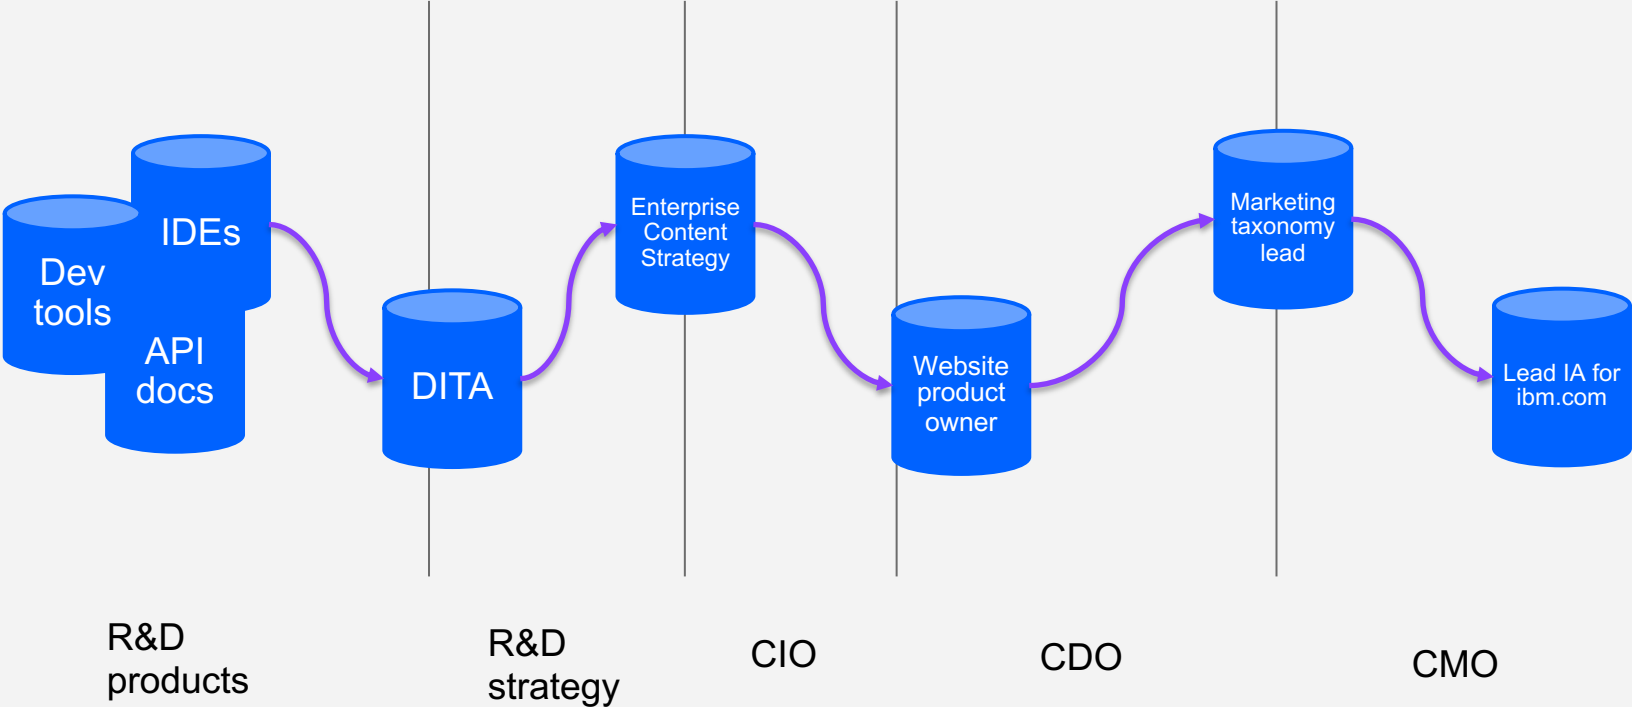 IDEs
Dev
tools
API
docs
DITA
Enterprise
Content
Strategy
Website
product
owner
Marketing
taxonomy
lead
Lead IA for
ibm.com
R&D
products
R&D
strategy
CIO
CDO
CMO